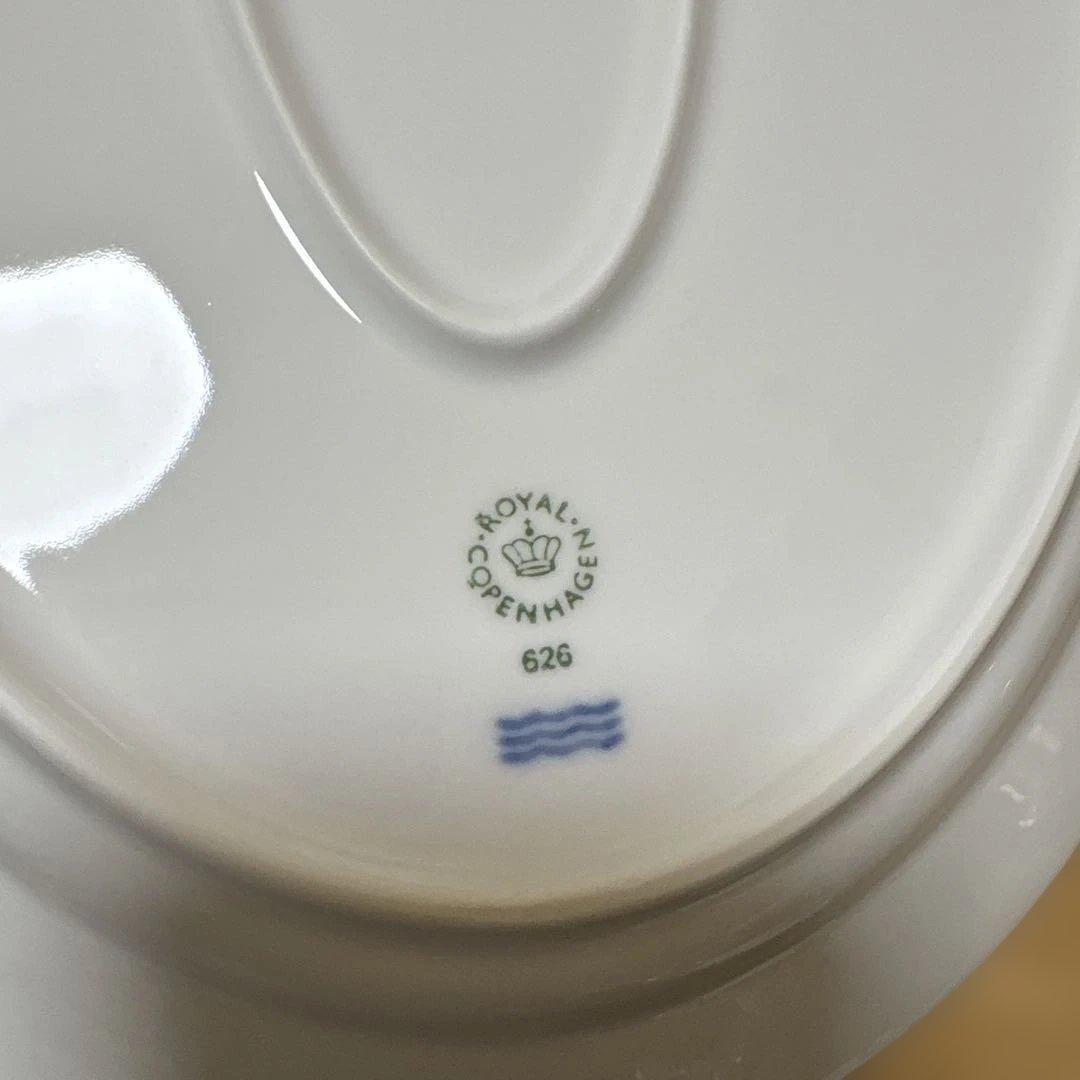 ROYAL · COPENHAGEN ·
626